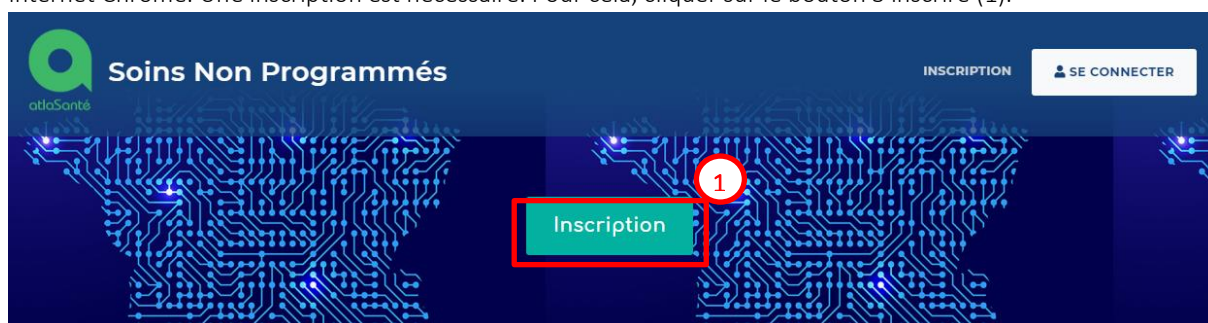 Internet Chrome. Une inscription est nécessaire. Pour cela, cliquer sur le bouton s'inscrire (1).
Soins Non Programmés
INSCRIPTION
SE CONNECTER
atlaSanté
1
Inscription